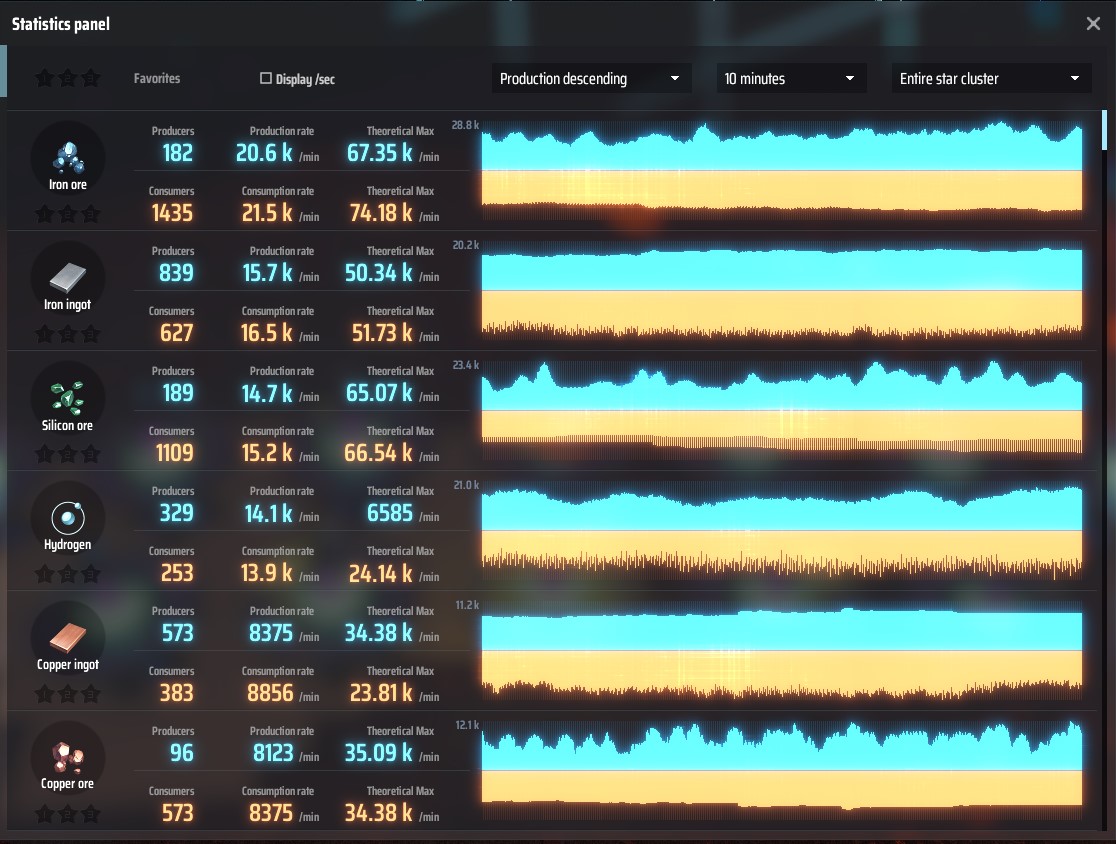 Statistics panel
Favorites Display /sec Production descending 10 minutes Entire star cluster
Producers Production rate Theoretical Max 28.8 k
182 20.6 k /min 67.35 k /min
Iron ore
Consumers Consumption rate Theoretical Max
1435 21.5 k /min 74.18 k /min
Producers Production rate Theoretical Max 20.2 k
839 15.7 k /min 50.34 k /min
Iron ingot
Consumers Consumption rate Theoretical Max
627 16.5 k /min 51.73 k /min
Producers Production rate Theoretical Max 23.4 k
189 14.7 k /min 65.07 k /min
Silicon ore
Consumers Consumption rate Theoretical Max
1109 15.2 k /min 66.54 k /min
Producers Production rate Theoretical Max 21.0 k
329 14.1 k /min 6585 /min
Hydrogen
Consumers Consumption rate Theoretical Max
253 13.9 k /min 24.14 k /min
Producers Production rate Theoretical Max 11.2 k
573 8375 /min 34.38 k /min
Copper ingot
Consumers Consumption rate Theoretical Max
383 8856 /min 23.81 k /min
Producers Production rate Theoretical Max 12.1 k
96 8123 /min 35.09 k /min
Copper ore
Consumers Consumption rate Theoretical Max
573 8375 /min 34.38 k /min